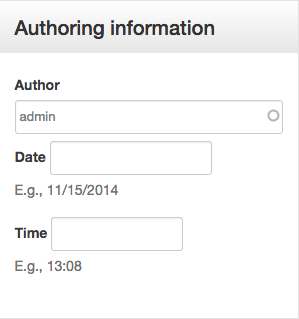 Authoring information
Author
admin
Date
E.g., 11/15/2014
Time
E.g., 13:08